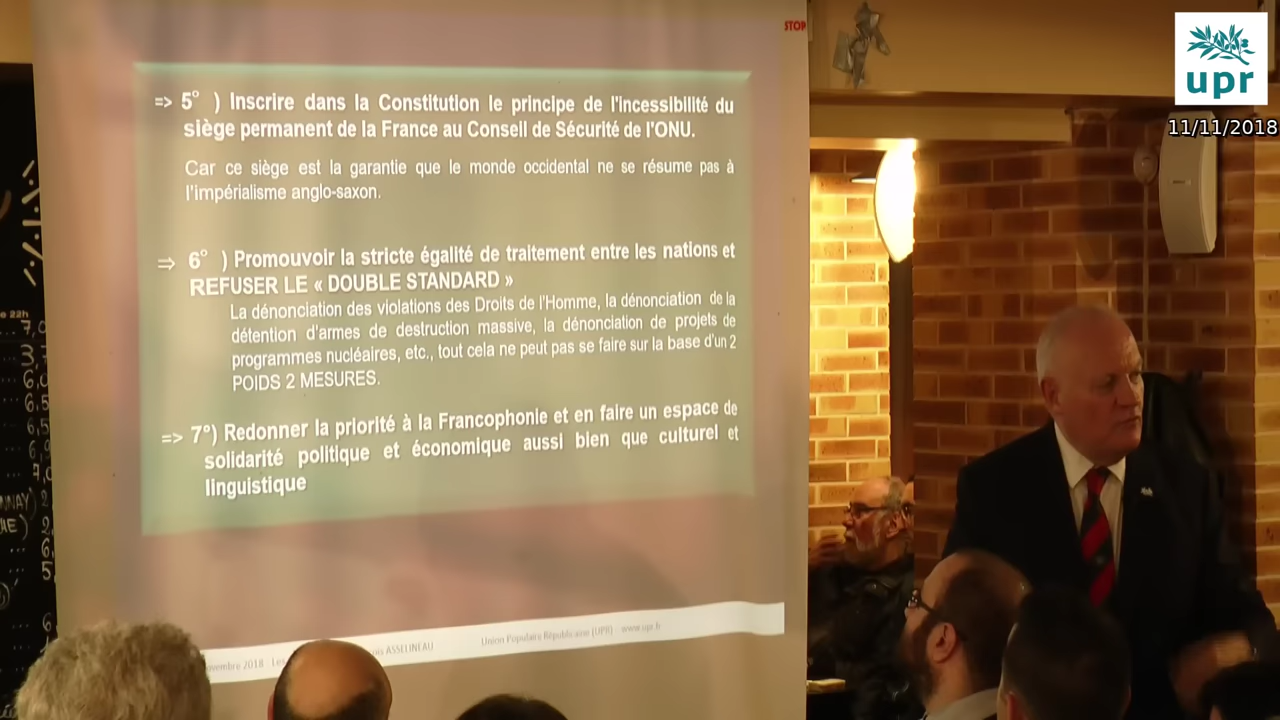 STOP
upr
11/11/2018
=> 5° ) Inscrire dans la Constitution le principe de l'incessibilité du
siège permanent de la France au Conseil de Sécurité de l'ONU.
Car ce siège est la garantie que le monde occidental ne se résume pas à
l'impérialisme anglo-saxon.
⇒ 6° ) Promouvoir la stricte égalité de traitement entre les nations et
REFUSER LE « DOUBLE STANDARD »
La dénonciation des violations des Droits de l'Homme, la dénonciation de la
détention d'armes de destruction massive, la dénonciation de projets de
programmes nucléaires, etc., tout cela ne peut pas se faire sur la base d'un 2
POIDS 2 MESURES.
=> 7°) Redonner la priorité à la Francophonie et en faire un espace de
solidarité politique et économique aussi bien que culturel et
linguistique
2018 Les ASSELINEAU Union Populaire Républicaine (UPR) - www.upr.fr
22h